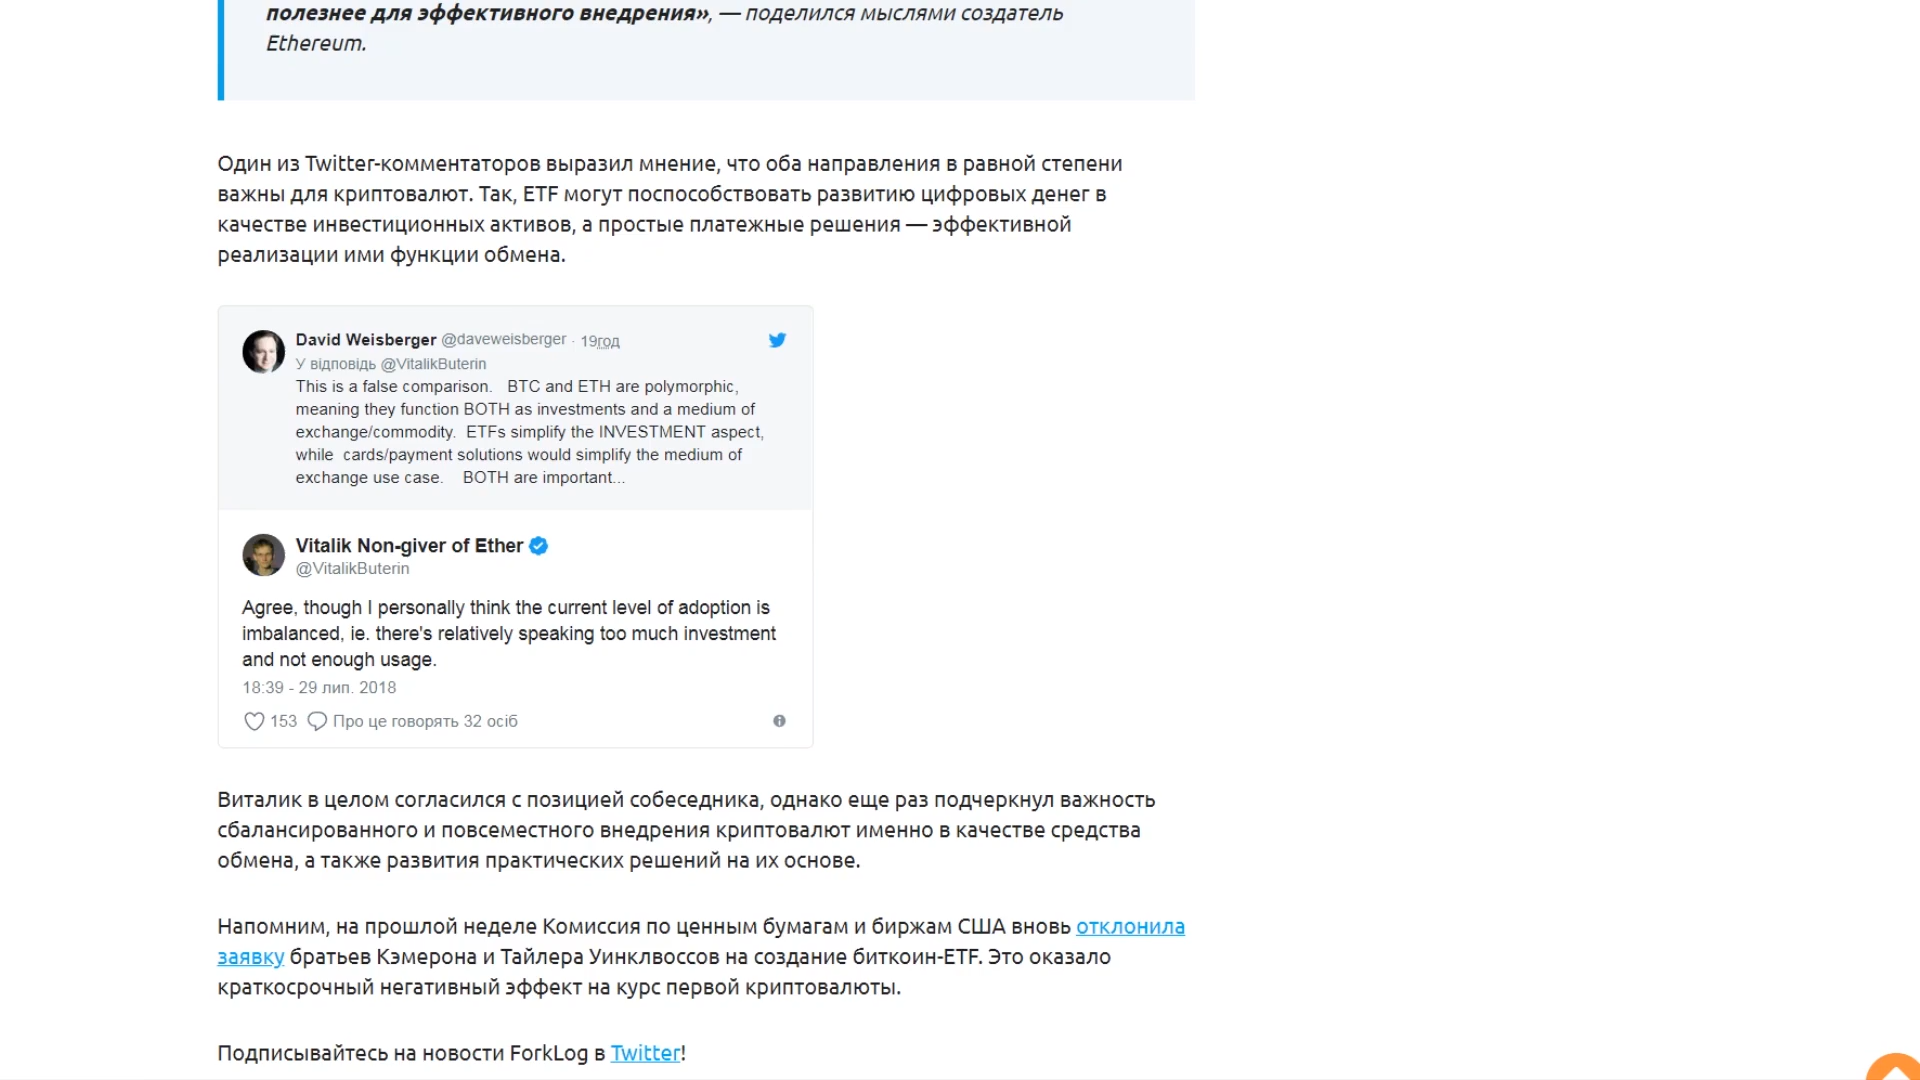 полезнее для эффективного внедрения», — поделился мыслями создатель
Ethereum.
Один из Twitter-комментаторов выразил мнение, что оба направления в равной степени
важны для криптовалют. Так, ETF могут поспособствовать развитию цифровых денег в
качестве инвестиционных активов, а простые платежные решения — эффективной
реализации ими функции обмена.
David Weisberger @daveweisberger · 19год
У відповідь @VitalikButerin
This is a false comparison. BTC and ETH are polymorphic,
meaning they function BOTH as investments and a medium of
exchange/commodity. ETFs simplify the INVESTMENT aspect,
while cards/payment solutions would simplify the medium of
exchange use case. BOTH are important...
Vitalik Non-giver of Ether
@VitalikButerin
Agree, though I personally think the current level of adoption is
imbalanced, ie. there's relatively speaking too much investment
and not enough usage.
18:39 - 29 лип. 2018
153 Про це говорять 32 осіб
Виталик в целом согласился с позицией собеседника, однако еще раз подчеркнул важность
сбалансированного и повсеместного внедрения криптовалют именно в качестве средства
обмена, а также развития практических решений на их основе.
Напомним, на прошлой неделе Комиссия по ценным бумагам и биржам США вновь отклонила
заявку братьев Кэмерона и Тайлера Уинклвоссов на создание биткоин-ETF. Это оказало
краткосрочный негативный эффект на курс первой криптовалюты.
Подписывайтесь на новости ForkLog в Twitter!